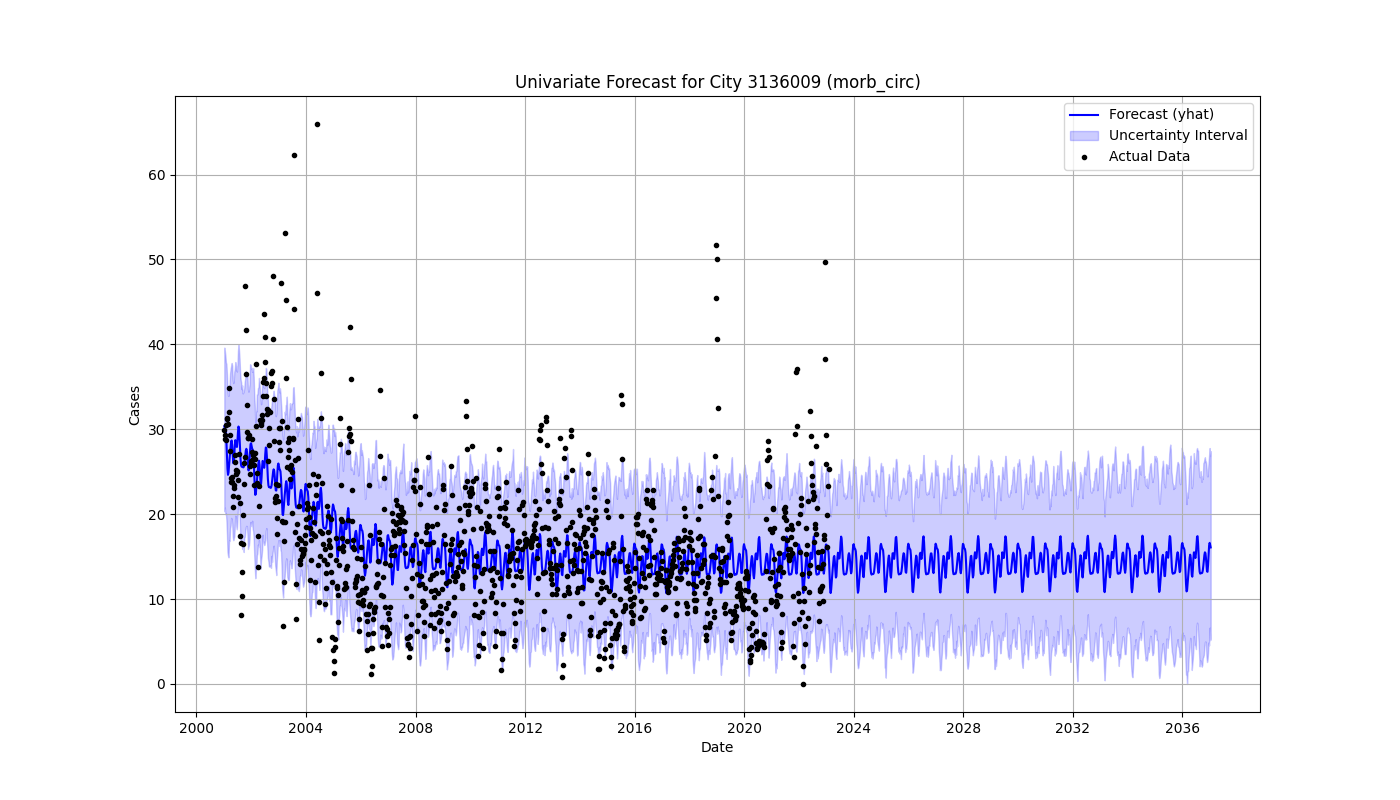 Univariate Forecast for City 3136009 (morb_circ)
Forecast (yhat)
Uncertainty Interval
Actual Data
Cases
60
50
40
30
20
10
0
2000 2004 2008 2012 2016 2020 2024 2028 2032 2036
Date